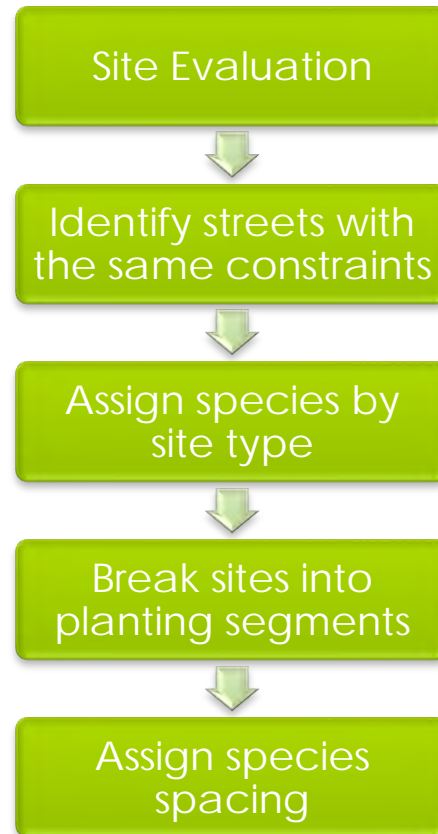 Site Evaluation
Identify streets with
the same constraints
Assign species by
site type
Break sites into
planting segments
Assign species
spacing